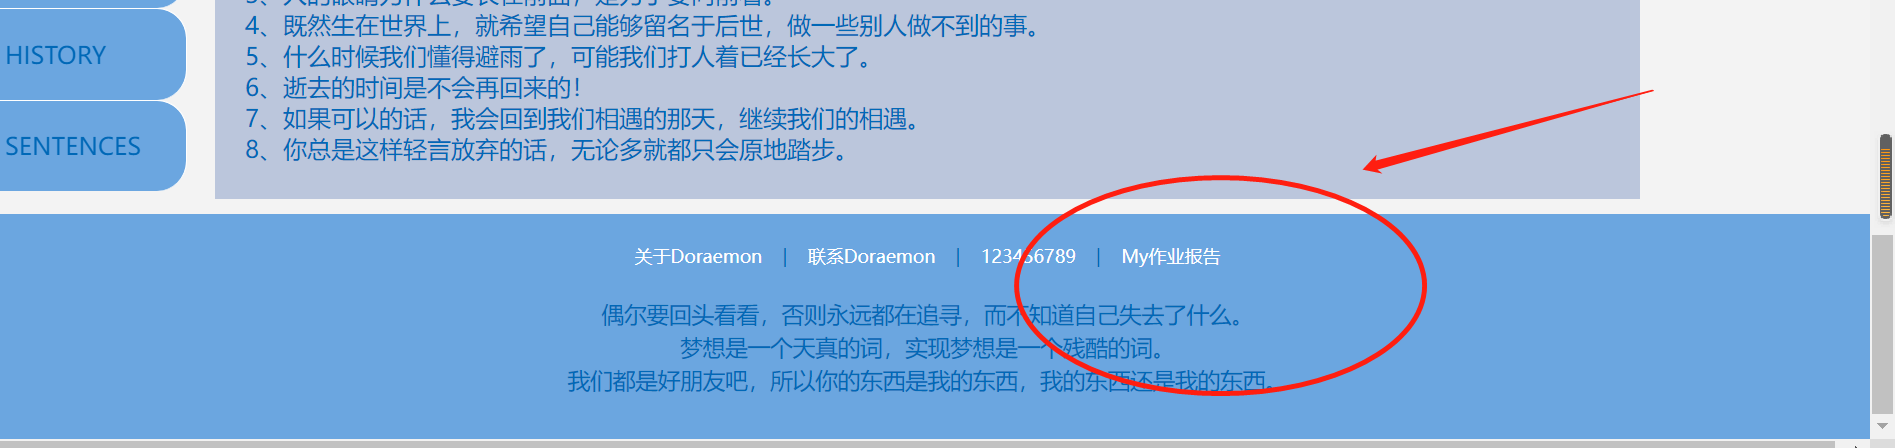 4、既然生在世界上，就希望自己能够留名于后世，做一些别人做不到的事。
HISTORY
5、什么时候我们懂得避雨了，可能我们打人着已经长大了。
6、逝去的时间是不会再回来的！
7、如果可以的话，我会回到我们相遇的那天，继续我们的相遇。
SENTENCES
8、你总是这样轻言放弃的话，无论多就都只会原地踏步。
关于Doraemon | 联系Doraemon | 123456789 | My作业报告
偶尔要回头看看，否则永远都在追寻，而不知道自己失去了什么。
梦想是一个天真的词，实现梦想是一个残酷的词。
我们都是好朋友吧，所以你的东西是我的东西，我的东西还是我的东西。